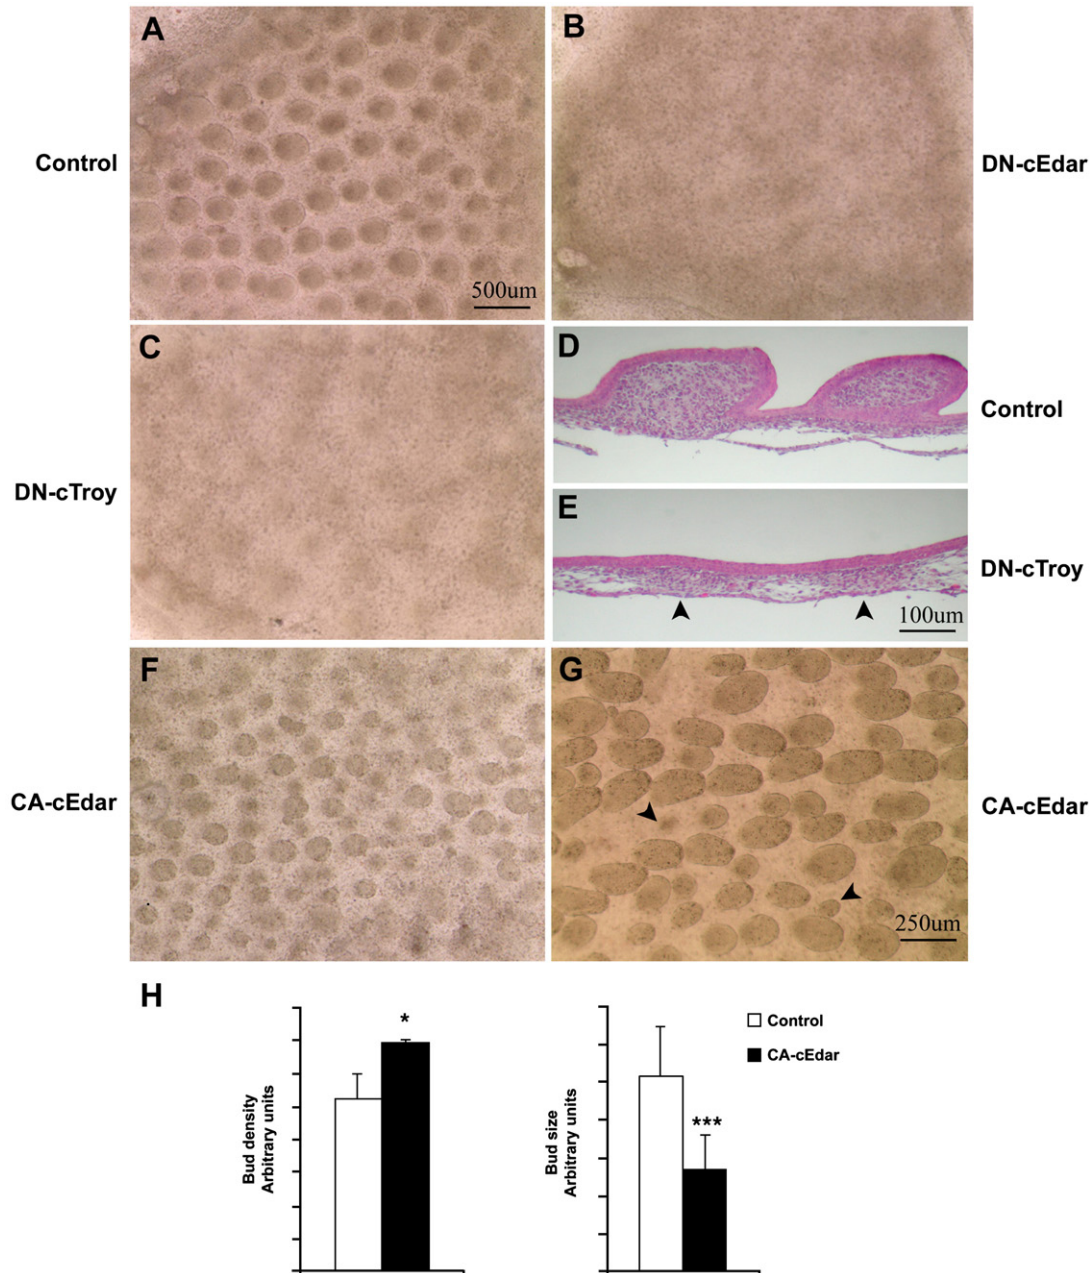 A
B
Control
DN-cEdar
500um
C
D
Control
DN-cTroy
E
DN-cTroy
100um
F
G
CA-cEdar
CA-cEdar
250um
H
*
Control
CA-cEdar
***
Bud density
Arbitrary units
Bud size
Arbitrary units